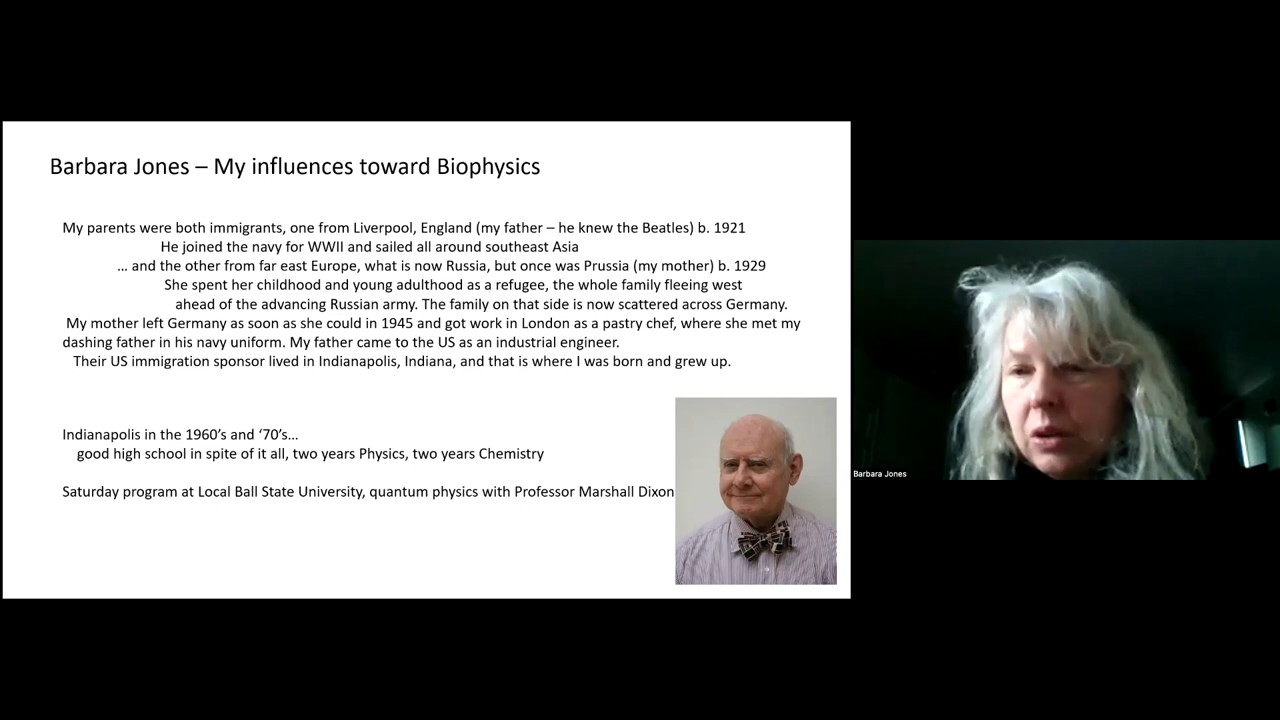 Barbara Jones – My influences toward Biophysics
My parents were both immigrants, one from Liverpool, England (my father – he knew the Beatles) b. 1921
He joined the navy for WWII and sailed all around southeast Asia
… and the other from far east Europe, what is now Russia, but once was Prussia (my mother) b. 1929
She spent her childhood and young adulthood as a refugee, the whole family fleeing west
ahead of the advancing Russian army. The family on that side is now scattered across Germany.
My mother left Germany as soon as she could in 1945 and got work in London as a pastry chef, where she met my
dashing father in his navy uniform. My father came to the US as an industrial engineer.
Their US immigration sponsor lived in Indianapolis, Indiana, and that is where I was born and grew up.
Indianapolis in the 1960’s and ‘70’s…
good high school in spite of it all, two years Physics, two years Chemistry
Saturday program at Local Ball State University, quantum physics with Professor Marshall Dixon
Barbara Jones